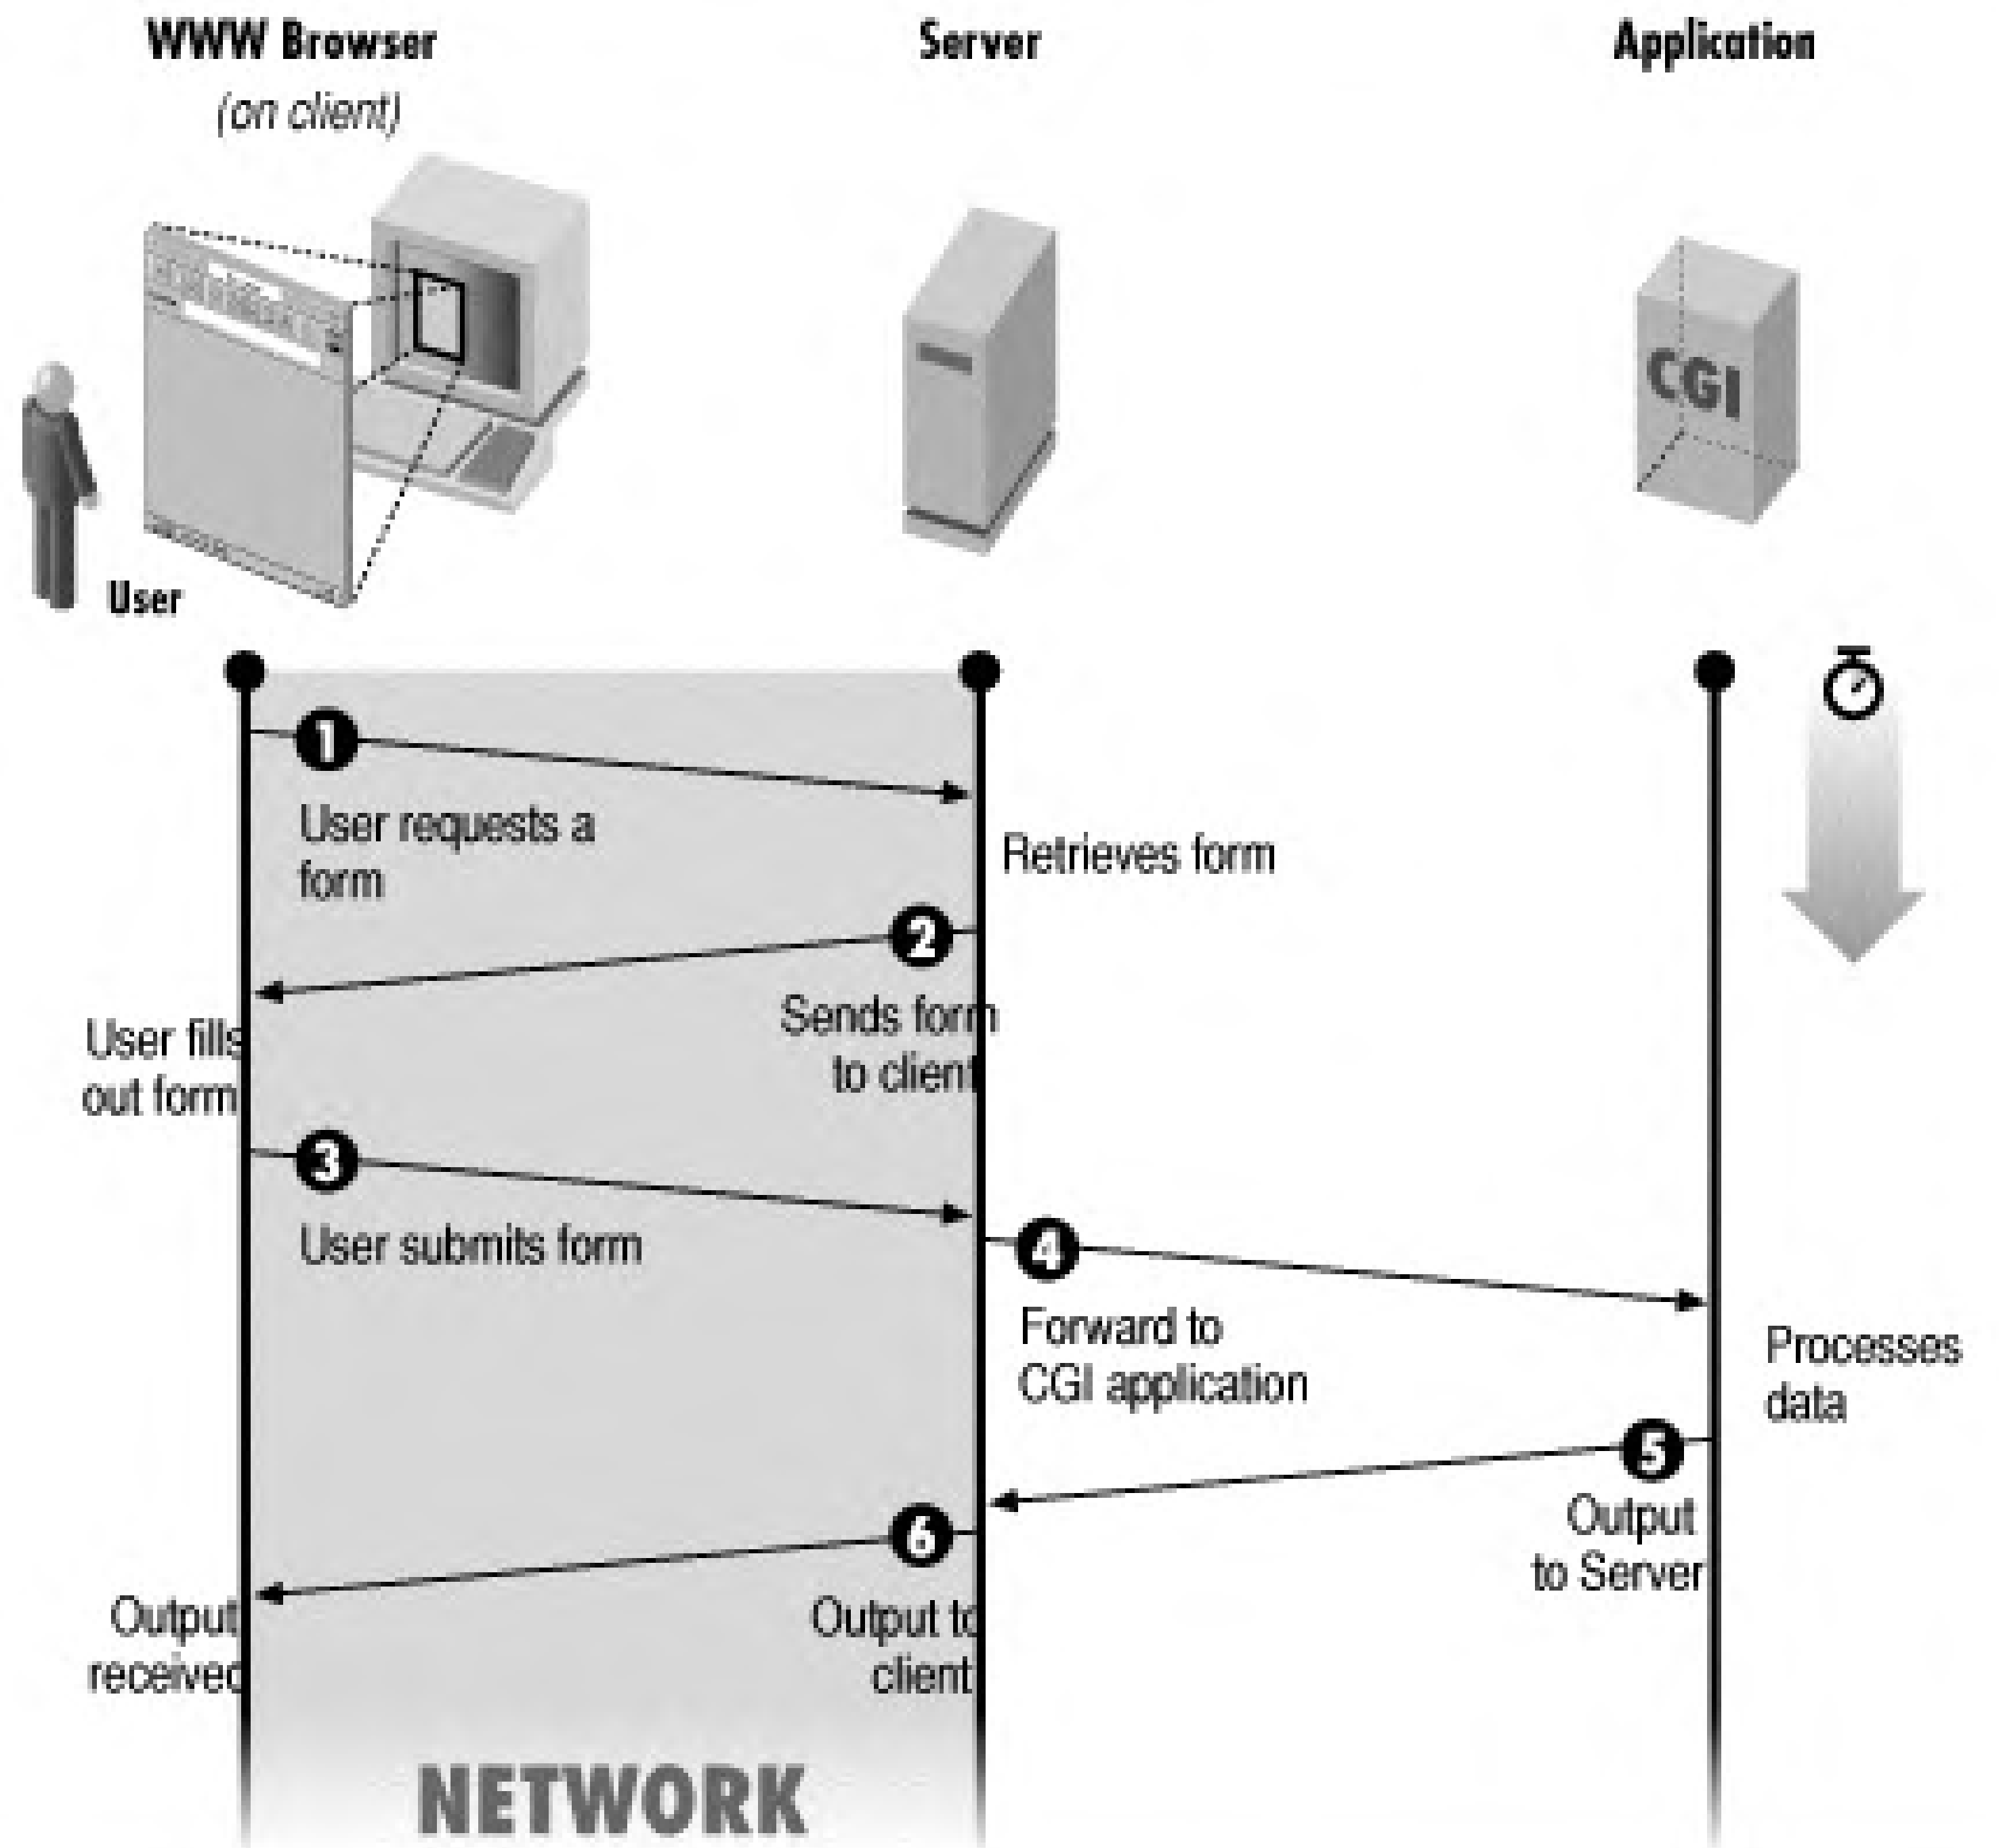 WWW Browser
(on client)
Server
Application
CGI
User
1
User requests a
form
Retrieves form
2
Sends form
to client
User fills
out form
3
User submits form
4
Forward to
CGI application
Processes
data
5
Output
to Server
6
Output to
client
Output
received
NETWORK